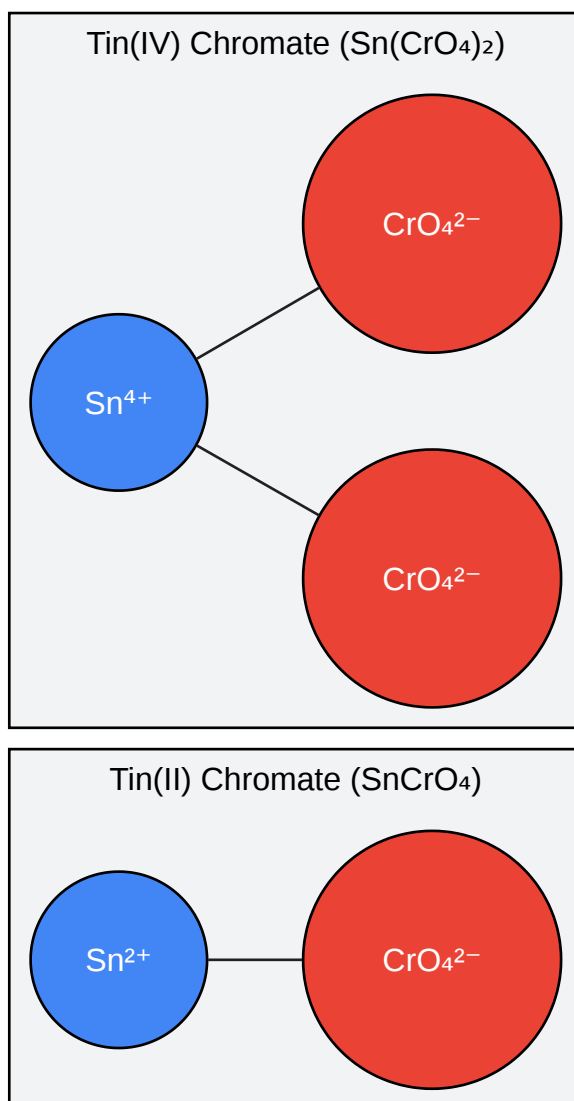 Tin(IV) Chromate (Sn(CrO₄)₂)
CrO₄²⁻
Sn⁴⁺
CrO₄²⁻
Tin(II) Chromate (SnCrO₄)
Sn²⁺ CrO₄²⁻